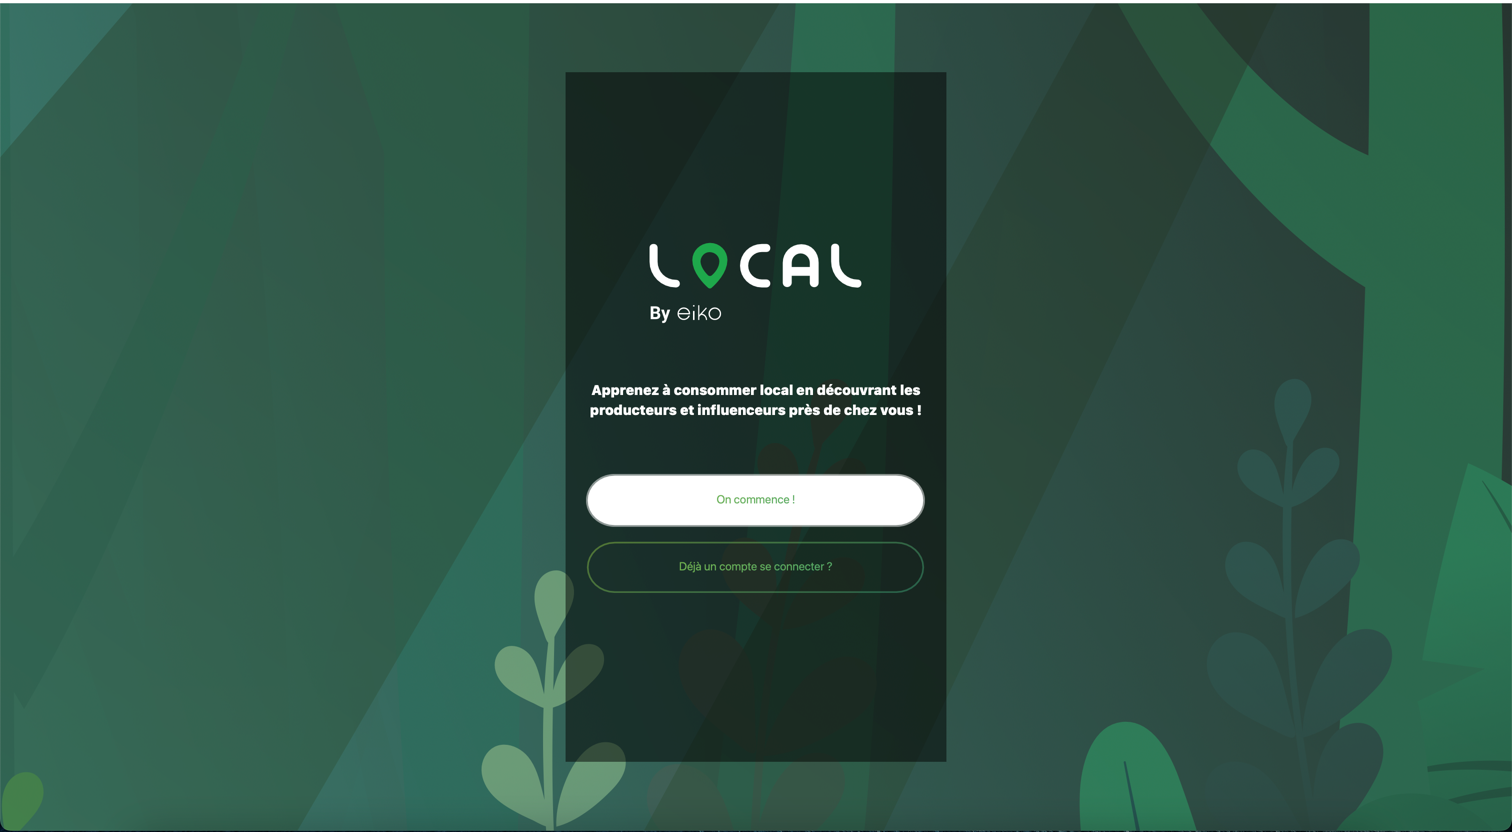 LOCAL
By eiko
Apprenez à consommer local en découvrant les
producteurs et influenceurs près de chez vous !
On commence !
Déjà un compte se connecter ?